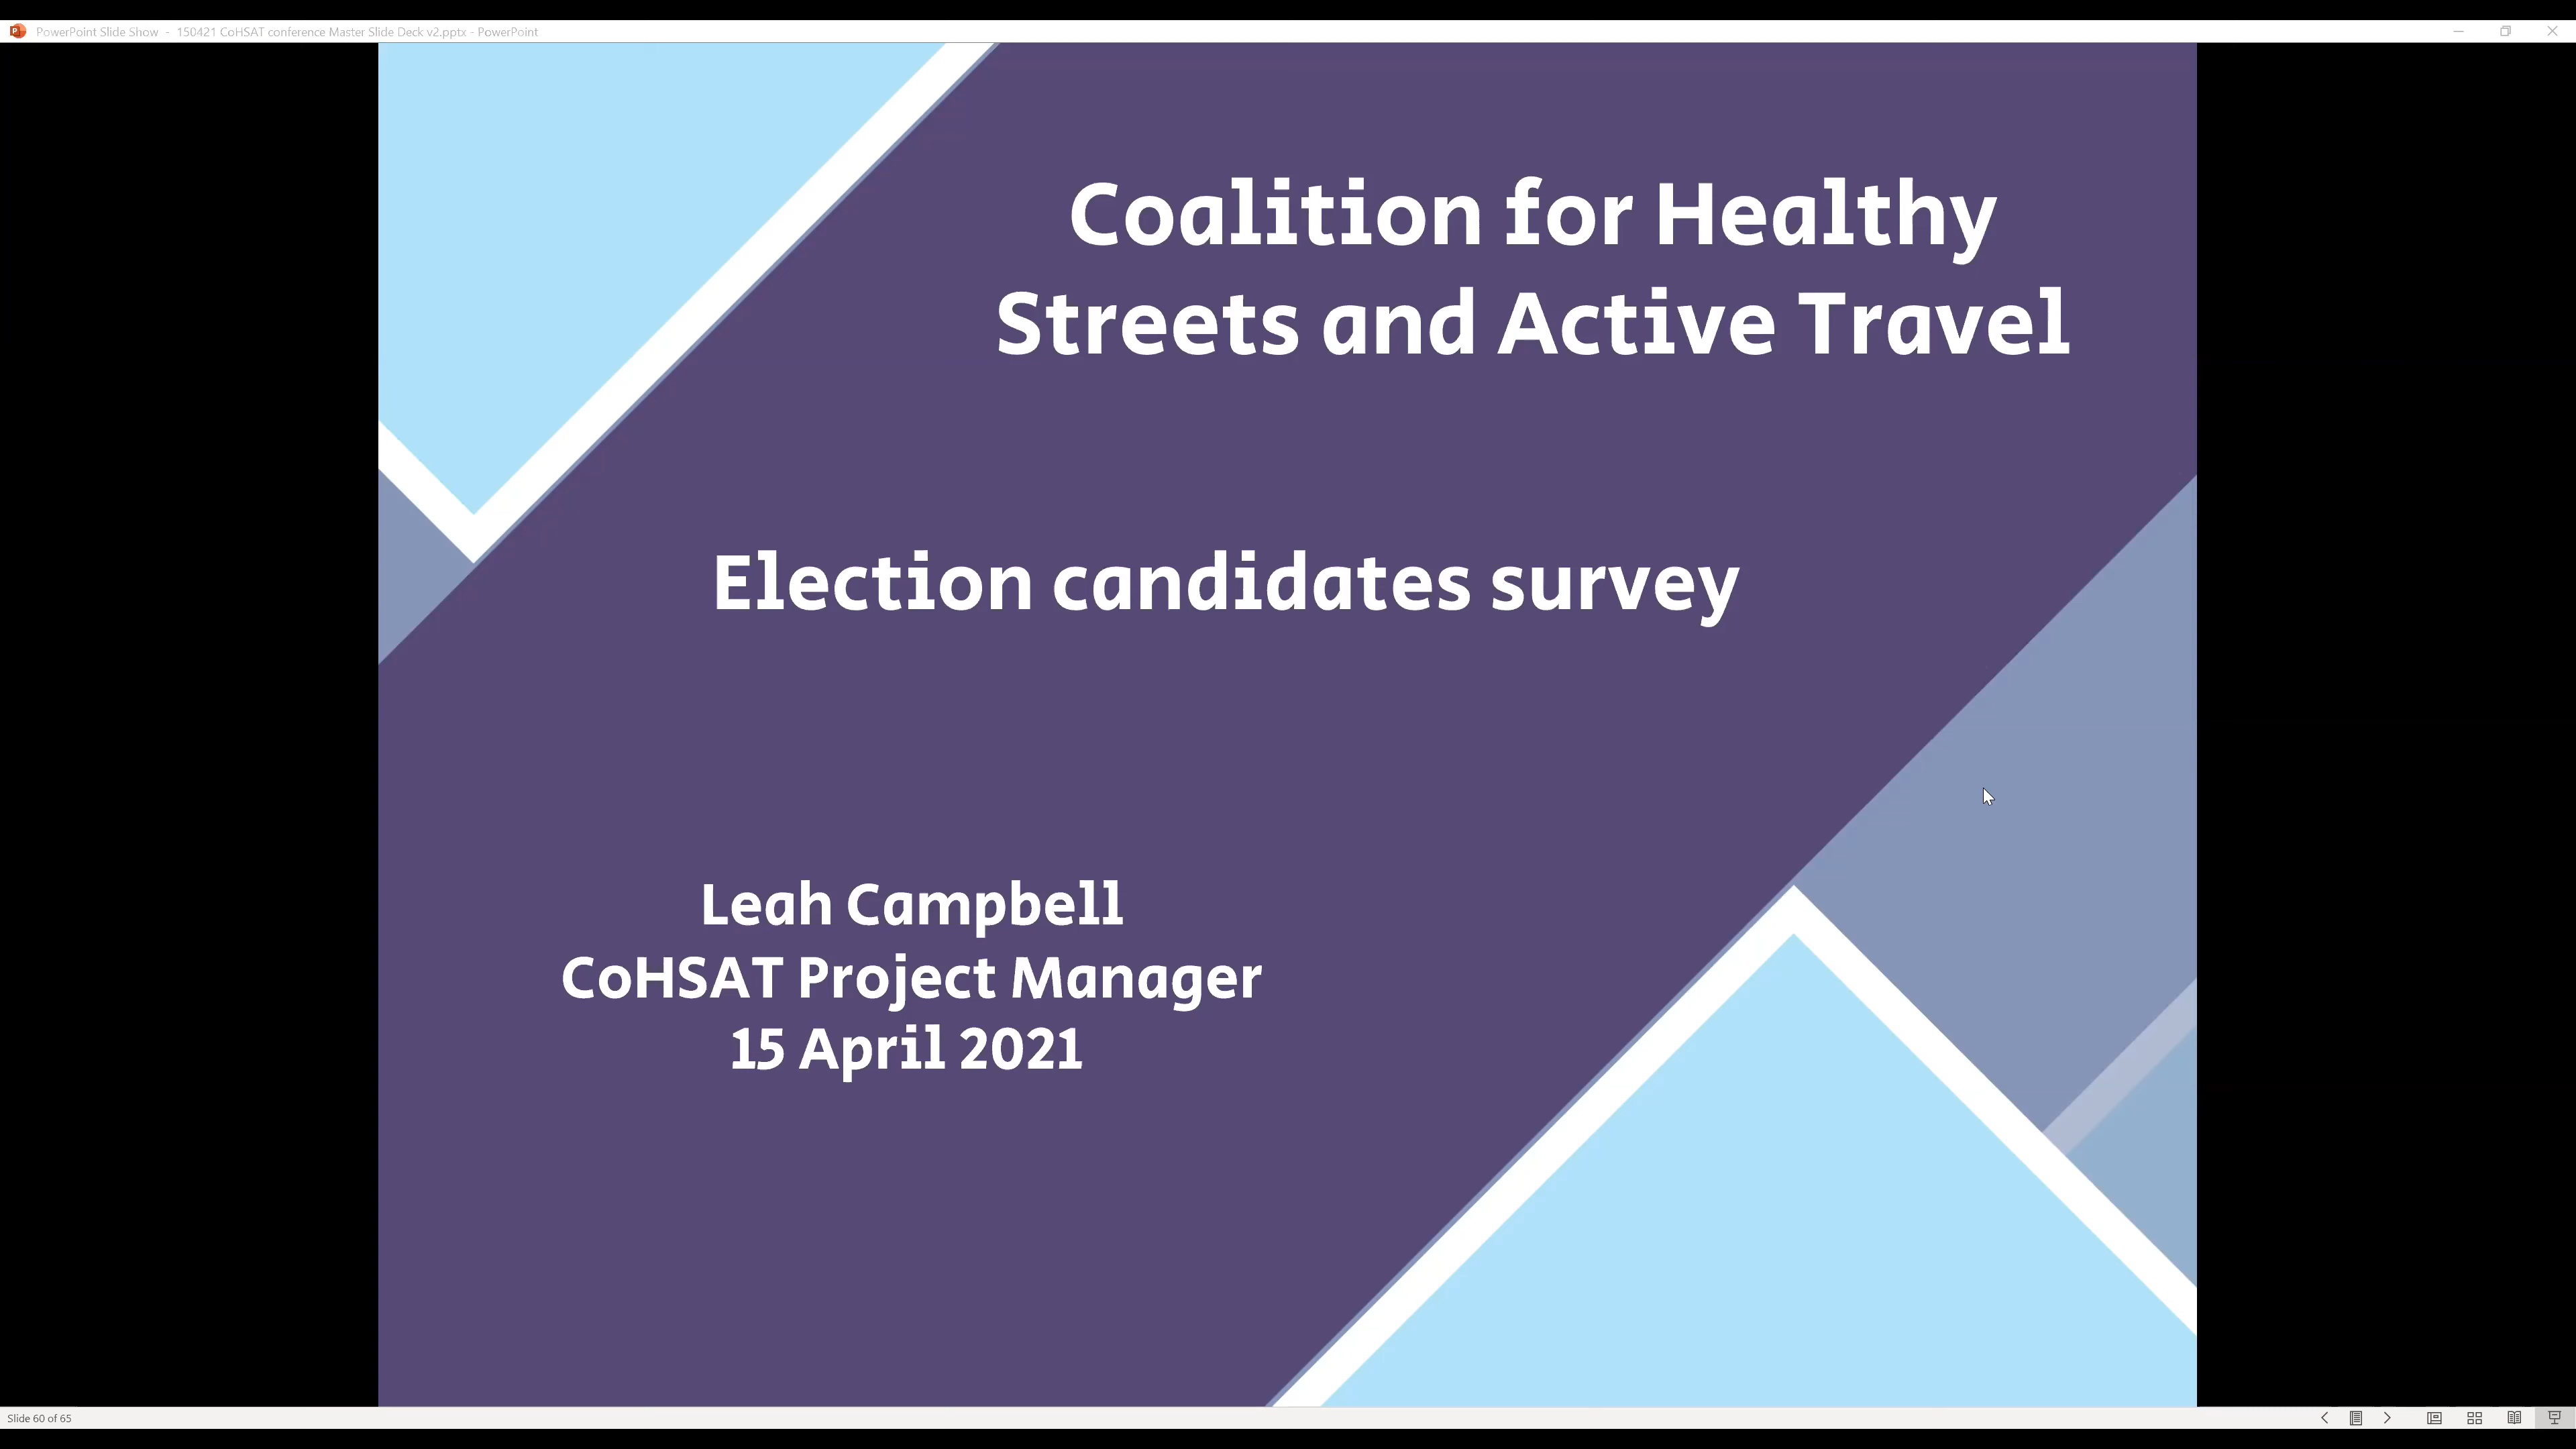 PowerPoint Slide Show - 150421 CoHSAT conference Master Slide Deck v2.pptx - PowerPoint
Coalition for Healthy
Streets and Active Travel
Election candidates survey
Leah Campbell
CoHSAT Project Manager
15 April 2021
Slide 60 of 65